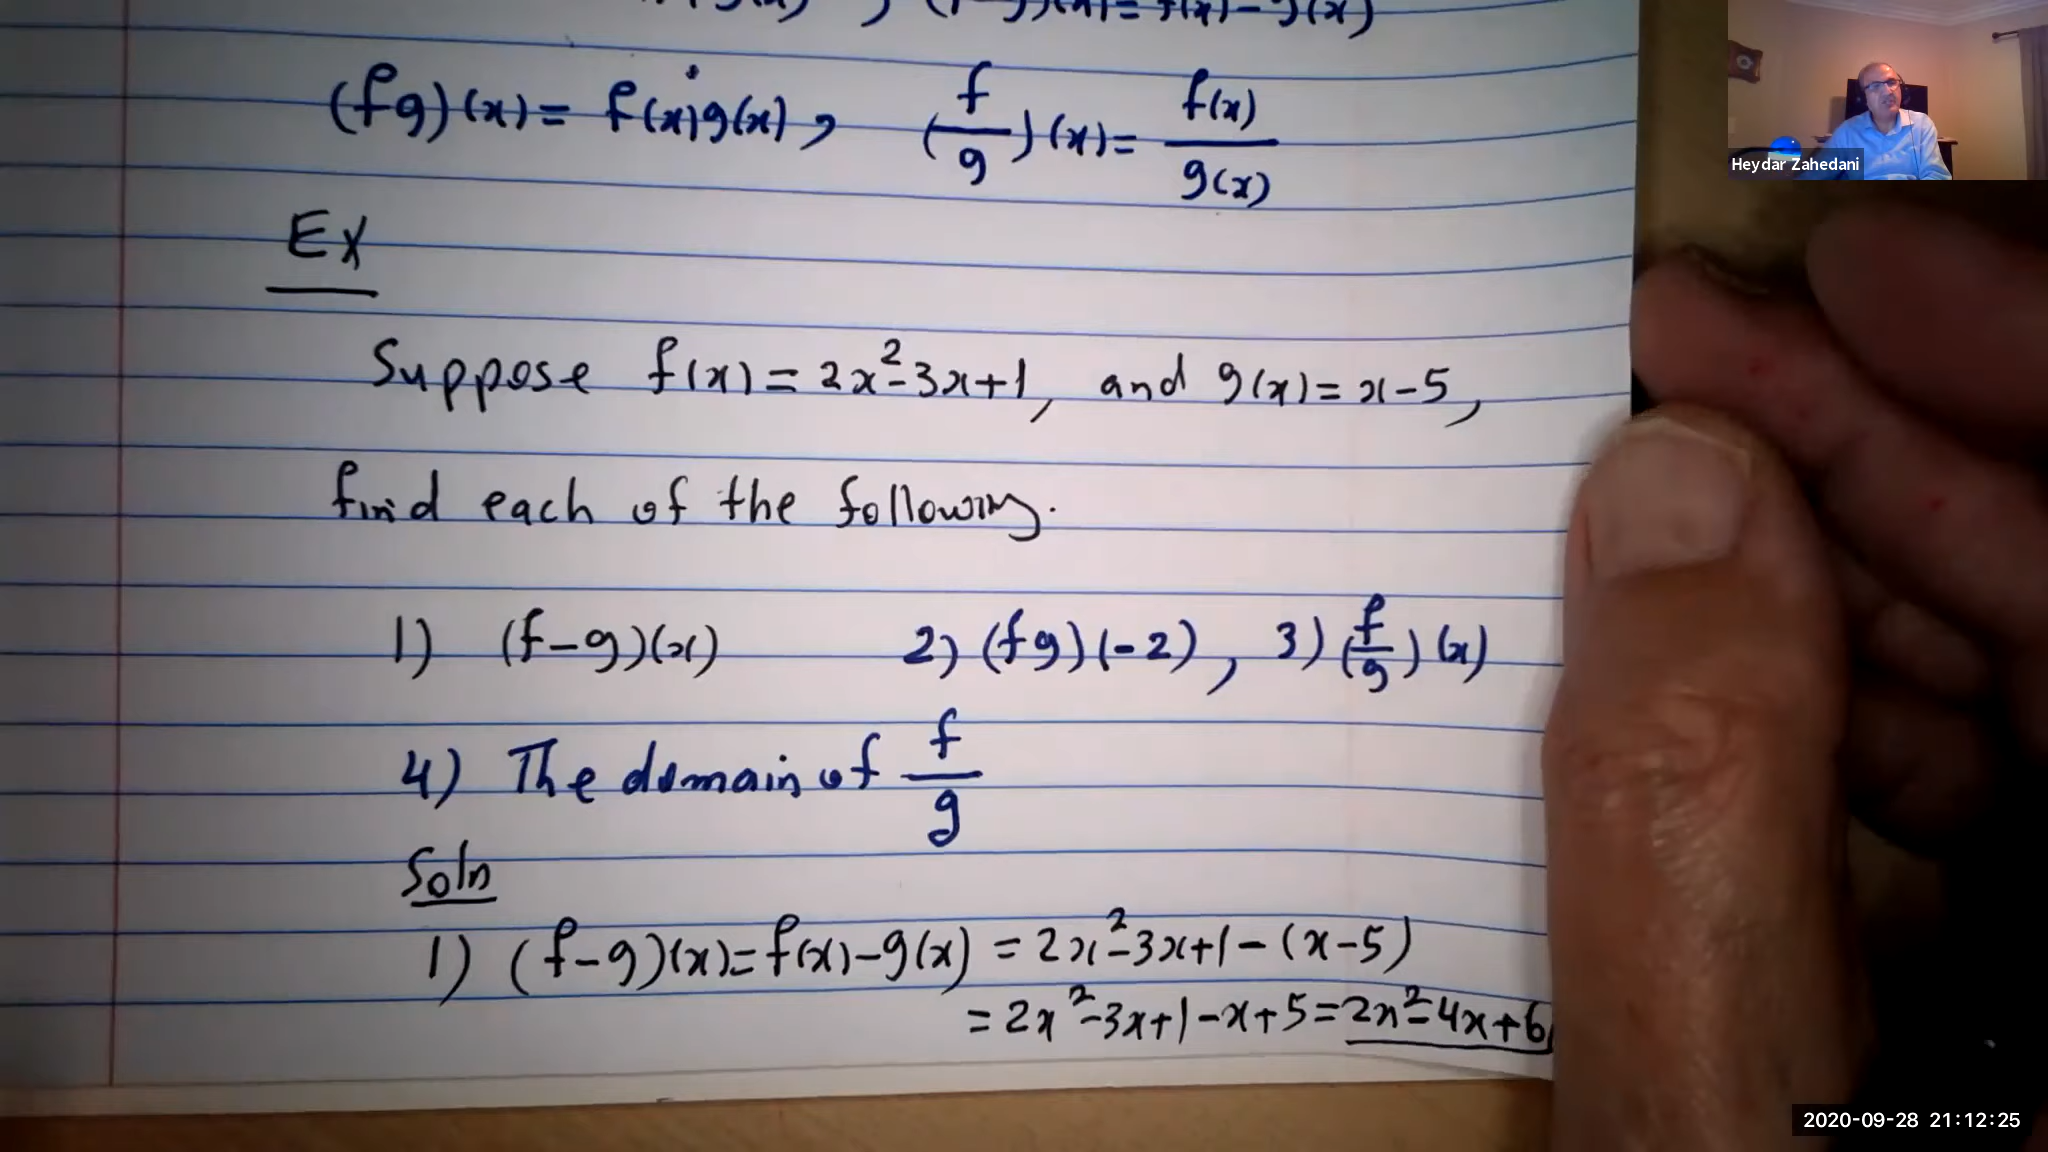 (f-g)(x)=f(x)-g(x)
(fg)(x)= f(x)·g(x), (f/g)(x)= f(x)/g(x)
Heydar Zahedani
Ex
Suppose f(x)=2x²-3x+1, and g(x)=x-5,
find each of the following.
1) (f-g)(x) 2) (fg)(-2), 3) (f/g)(x)
4) The domain of f/g
Soln
1) (f-g)(x)=f(x)-g(x) = 2x²-3x+1-(x-5)
= 2x²-3x+1-x+5=2x²-4x+6
2020-09-28 21:12:25